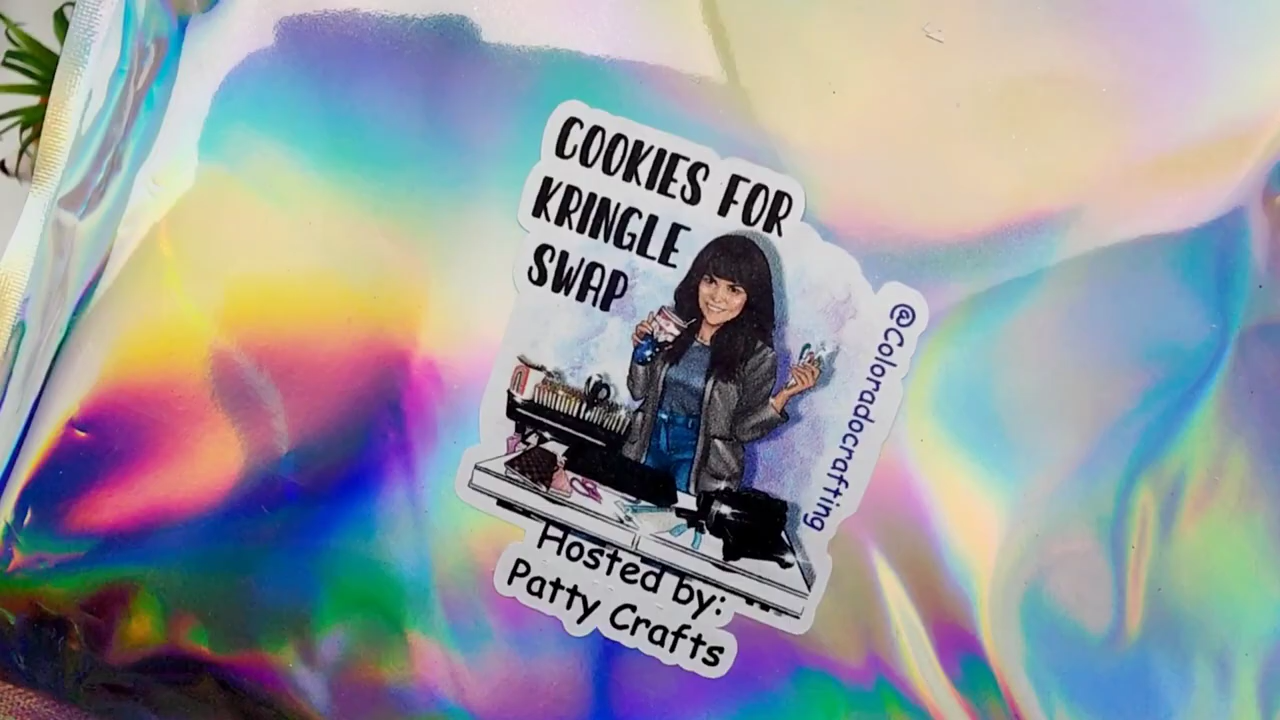 COOKIES FOR
KRINGLE
SWAP
@Coloradocrafting
Hosted by:
Patty Crafts